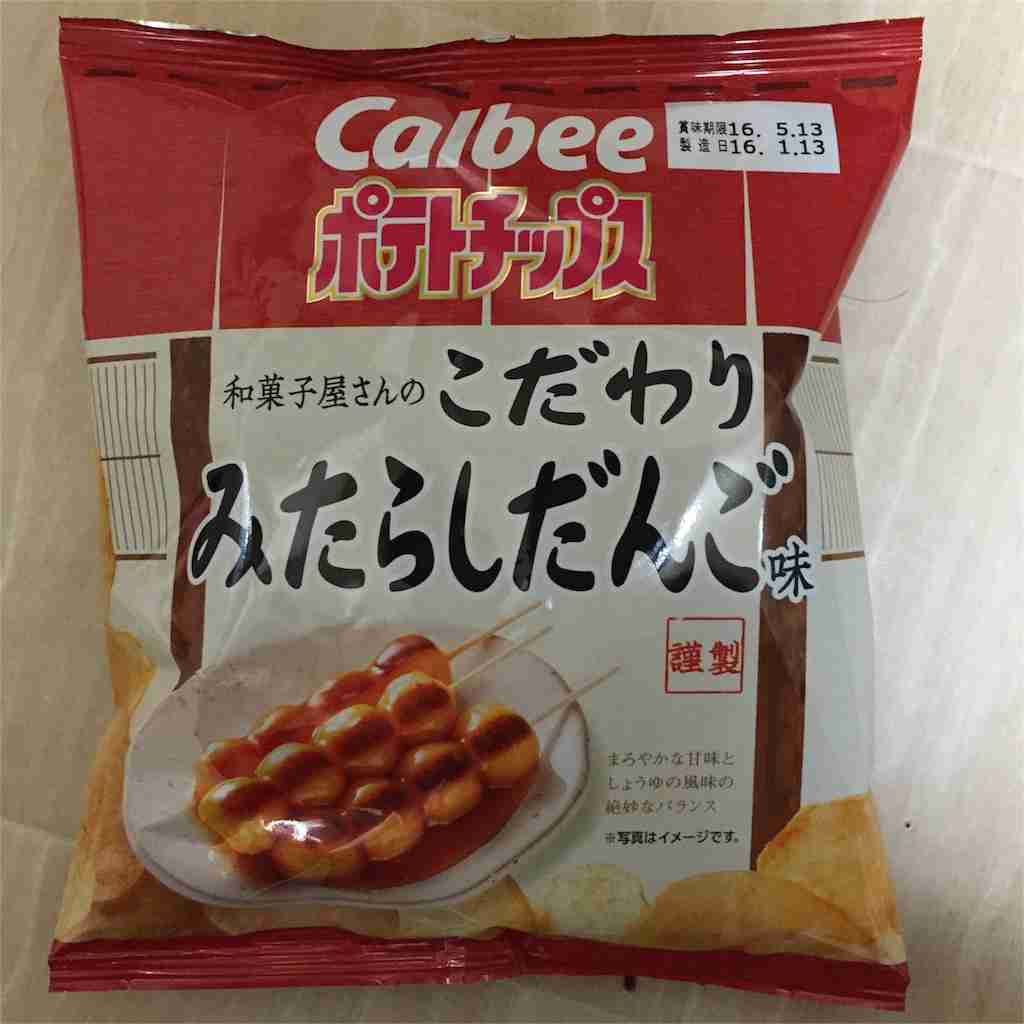 Calbee
賞味期限16. 5.13
製造日16. 1.13
ポテトチップス
和菓子屋さんのこだわり
みたらしだんご味
謹製
まろやかな甘味と
しょうゆの風味の
絶妙なバランス
※写真はイメージです。